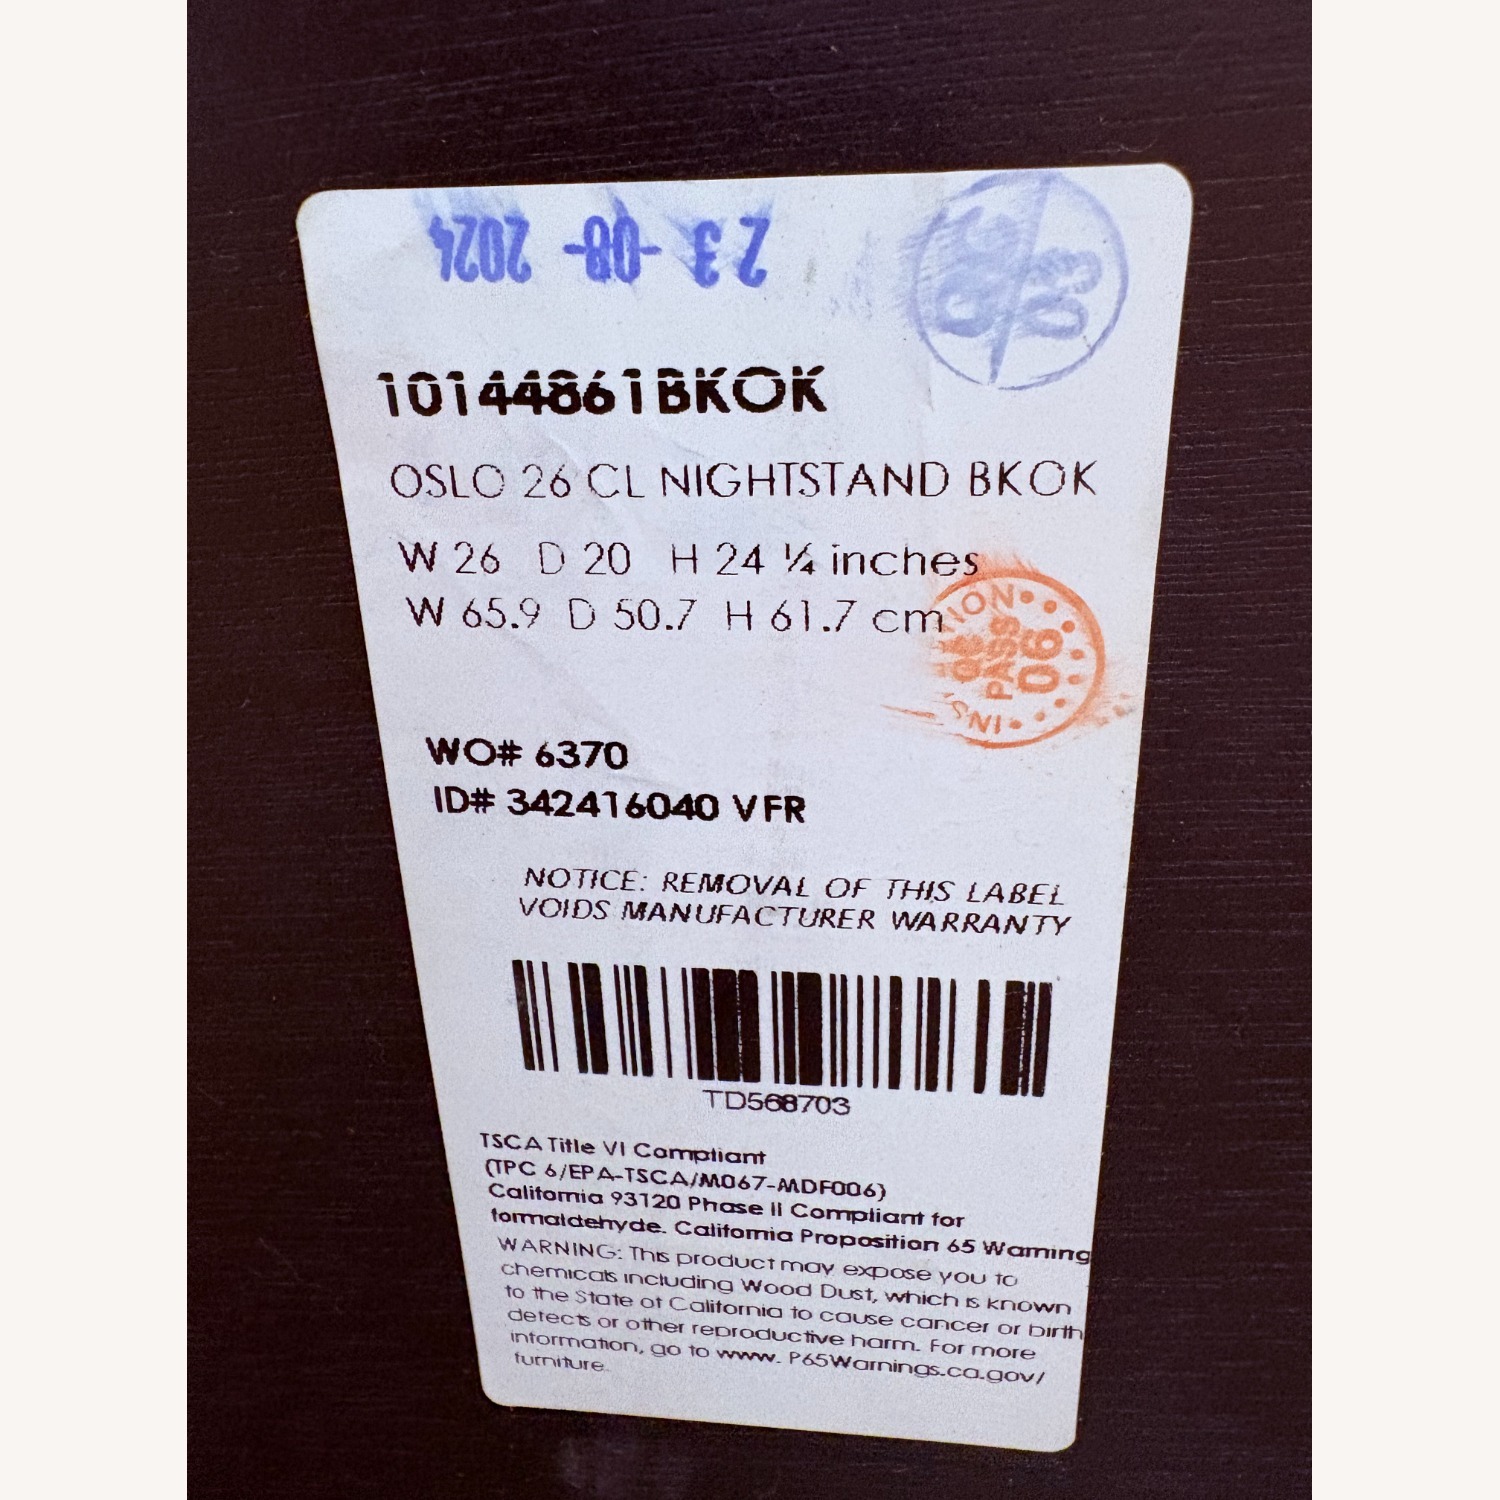 23-08-2024
QC 03
10144861BKOK
OSLO 26 CL NIGHTSTAND BKOK
W 26 D 20 H 24 ¼ inches
W 65.9 D 50.7 H 61.7 cm
PASS
06
WO# 6370
ID# 342416040 VFR
NOTICE: REMOVAL OF THIS LABEL
VOIDS MANUFACTURER WARRANTY
TD568703
TSCA Title VI Compliant
(TPC 6/EPA-TSCA/M067-MDF006)
California 93120 Phase II Compliant for
formaldehyde. California Proposition 65 Warning
WARNING: This product may expose you to
chemicals including Wood Dust, which is known
to the State of California to cause cancer or birth
defects or other reproductive harm. For more
information, go to www. P65Warnings.ca.gov/
furniture.